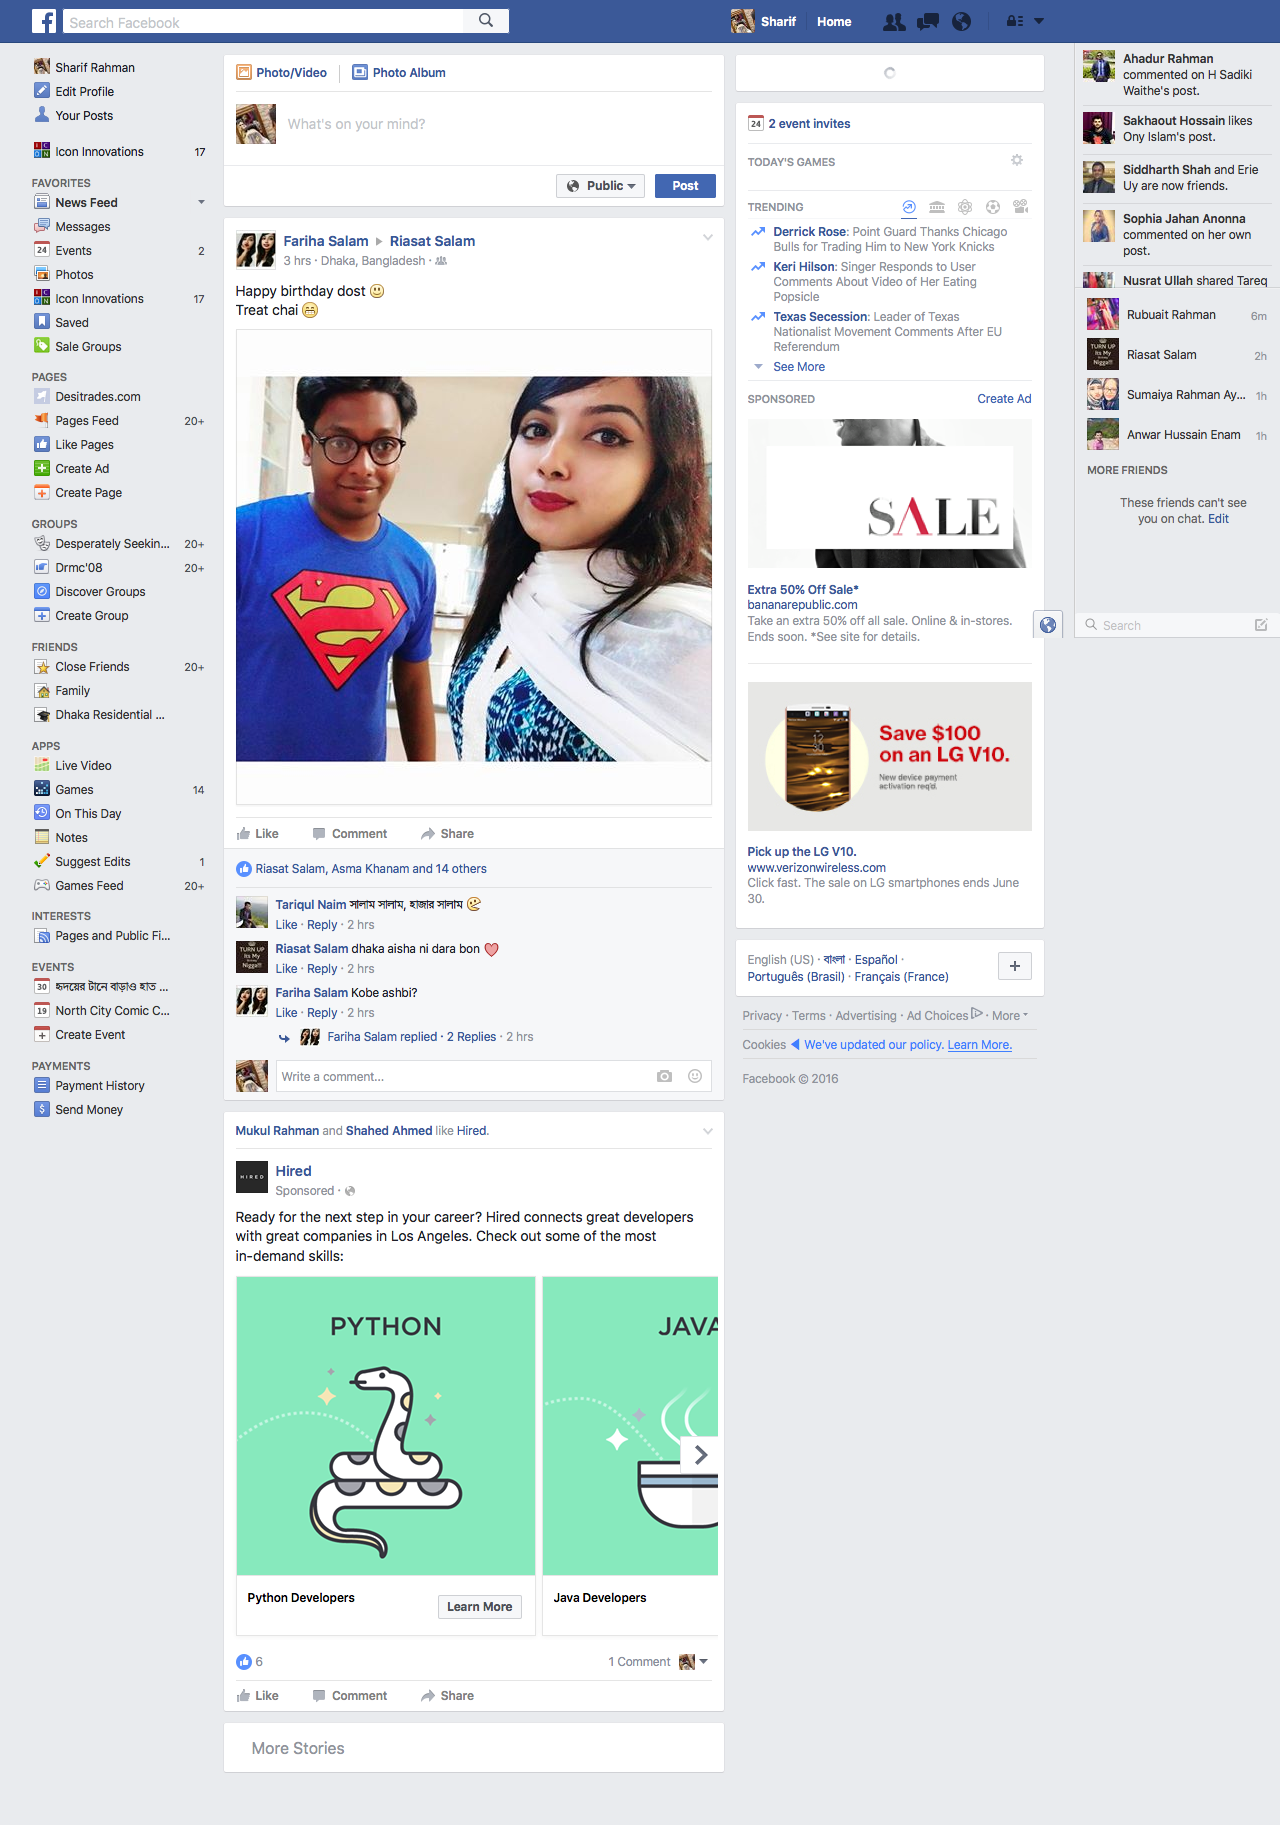 Search Facebook
Sharif
Home
Sharif Rahman
Edit Profile
Your Posts
Icon Innovations 17
FAVORITES
News Feed
Messages
Events 2
Photos
Icon Innovations 17
Saved
Sale Groups
PAGES
Desitrades.com
Pages Feed 20+
Like Pages
Create Ad
Create Page
GROUPS
Desperately Seekin... 20+
Drmc'08 20+
Discover Groups
Create Group
FRIENDS
Close Friends 20+
Family
Dhaka Residential ...
APPS
Live Video
Games 14
On This Day
Notes
Suggest Edits 1
Games Feed 20+
INTERESTS
Pages and Public Fi...
EVENTS
30 হৃদয়ের টানে বাড়াও হাত ...
19 North City Comic C...
Create Event
PAYMENTS
Payment History
Send Money
Photo/Video
Photo Album
What's on your mind?
Public
Post
Fariha Salam ▶ Riasat Salam
3 hrs · Dhaka, Bangladesh ·
Happy birthday dost
Treat chai
Like Comment Share
Riasat Salam, Asma Khanam and 14 others
Tariqul Naim সালাম সালাম, হাজার সালাম
Like · Reply · 2 hrs
Riasat Salam dhaka aisha ni dara bon
Like · Reply · 2 hrs
Fariha Salam Kobe ashbi?
Like · Reply · 2 hrs
Fariha Salam replied · 2 Replies · 2 hrs
Write a comment...
Mukul Rahman and Shahed Ahmed like Hired.
HIRED
Hired
Sponsored ·
Ready for the next step in your career? Hired connects great developers
with great companies in Los Angeles. Check out some of the most
in-demand skills:
PYTHON
JAVA
Python Developers
Learn More
Java Developers
6
1 Comment
Like Comment Share
More Stories
24 2 event invites
TODAY'S GAMES
TRENDING
Derrick Rose: Point Guard Thanks Chicago
Bulls for Trading Him to New York Knicks
Keri Hilson: Singer Responds to User
Comments About Video of Her Eating
Popsicle
Texas Secession: Leader of Texas
Nationalist Movement Comments After EU
Referendum
See More
SPONSORED
Create Ad
SALE
Extra 50% Off Sale*
bananarepublic.com
Take an extra 50% off all sale. Online & in-stores.
Ends soon. *See site for details.
Save $100
on an LG V10.
New device payment
activation req'd.
Pick up the LG V10.
www.verizonwireless.com
Click fast. The sale on LG smartphones ends June
30.
English (US) · বাংলা · Español ·
Português (Brasil) · Français (France)
Privacy · Terms · Advertising · Ad Choices · More
Cookies ◀ We've updated our policy. Learn More.
Facebook © 2016
Ahadur Rahman
commented on H Sadiki
Waithe's post.
Sakhaout Hossain likes
Ony Islam's post.
Siddharth Shah and Erie
Uy are now friends.
Sophia Jahan Anonna
commented on her own
post.
Nusrat Ullah shared Tareq
Rubuait Rahman 6m
Riasat Salam 2h
Sumaiya Rahman Ay... 1h
Anwar Hussain Enam 1h
MORE FRIENDS
These friends can't see
you on chat. Edit
Search